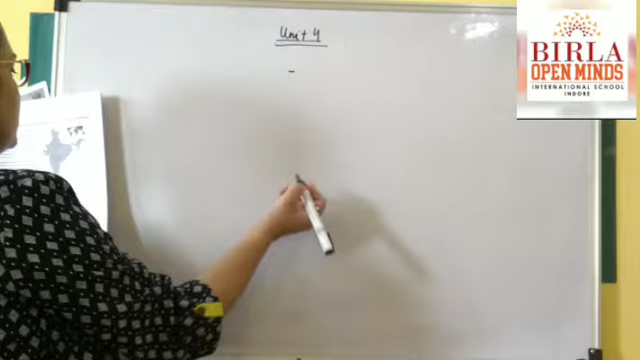 Unit 4
-
BIRLA
OPEN MINDS
INTERNATIONAL SCHOOL
INDORE